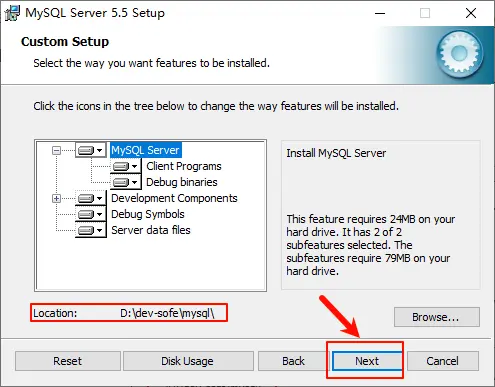 MySQL Server 5.5 Setup
Custom Setup
Select the way you want features to be installed.
Click the icons in the tree below to change the way features will be installed.
MySQL Server
Client Programs
Debug binaries
Development Components
Debug Symbols
Server data files
Install MySQL Server
This feature requires 24MB on your
hard drive. It has 2 of 2
subfeatures selected. The
subfeatures require 79MB on your
hard drive.
Location: D:\dev-sofe\mysql\
Browse...
Reset Disk Usage Back Next Cancel